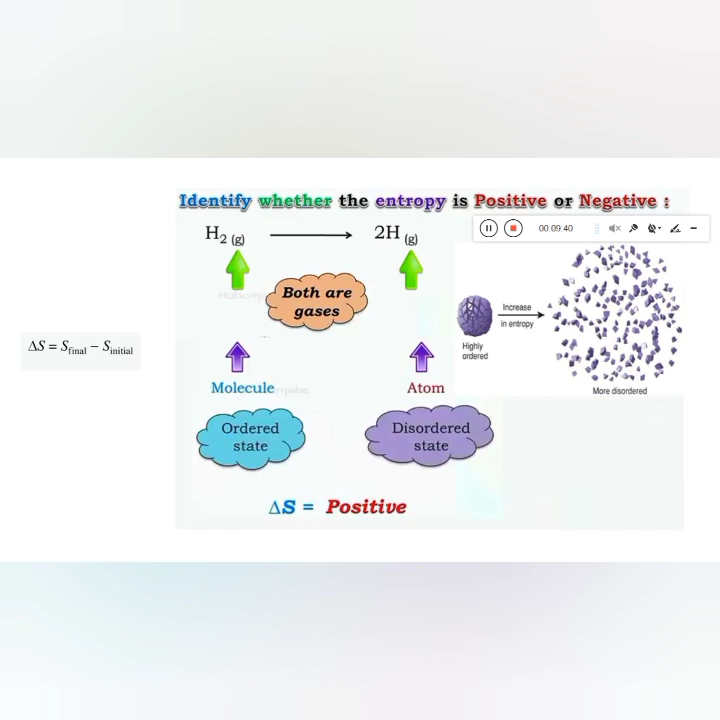 Identify whether the entropy is Positive or Negative :
H2 (g) ⟶ 2H (g)
00:09:40
Both are
gases
Increase
in entropy
Highly
ordered
More disordered
ΔS = Sfinal − Sinitial
Molecule
Atom
Ordered
state
Disordered
state
ΔS = Positive